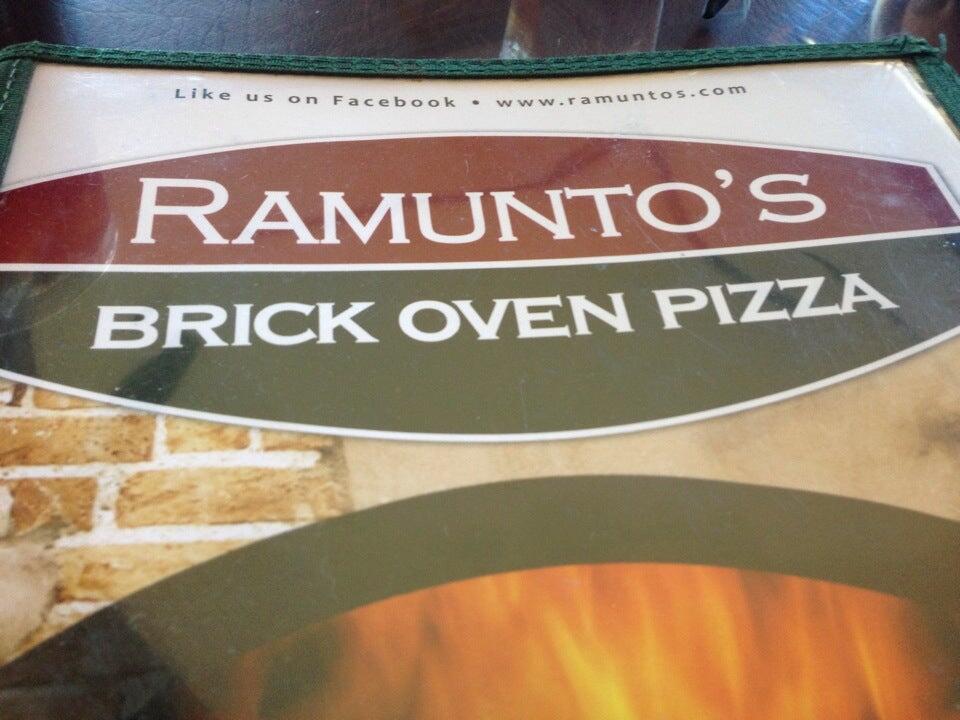 Like us on Facebook • www.ramuntos.com
RAMUNTO'S
BRICK OVEN PIZZA